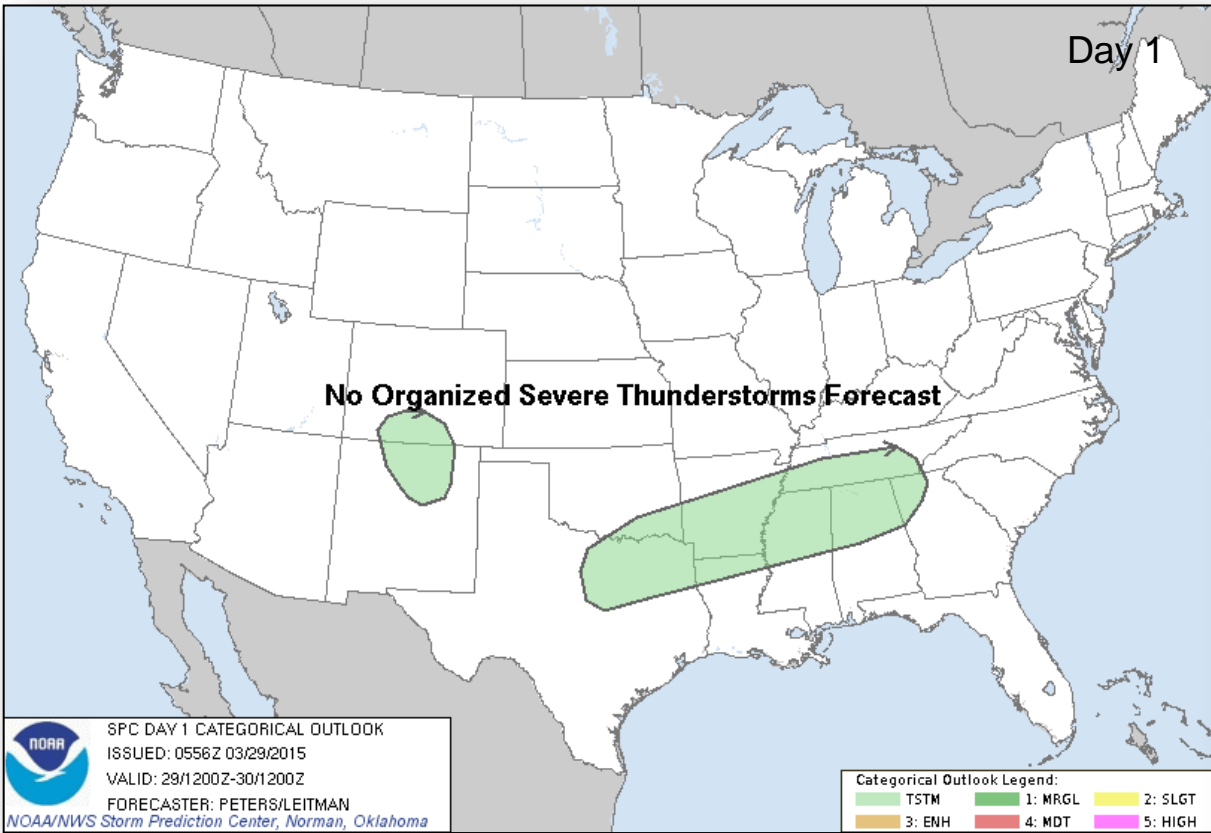 Day 1
No Organized Severe Thunderstorms Forecast
NOAA
SPC DAY 1 CATEGORICAL OUTLOOK
ISSUED: 0556Z 03/29/2015
VALID: 29/1200Z-30/1200Z
FORECASTER: PETERS/LEITMAN
NOAA/NWS Storm Prediction Center, Norman, Oklahoma
Categorical Outlook Legend:
TSTM 1: MRGL 2: SLGT
3: ENH 4: MDT 5: HIGH